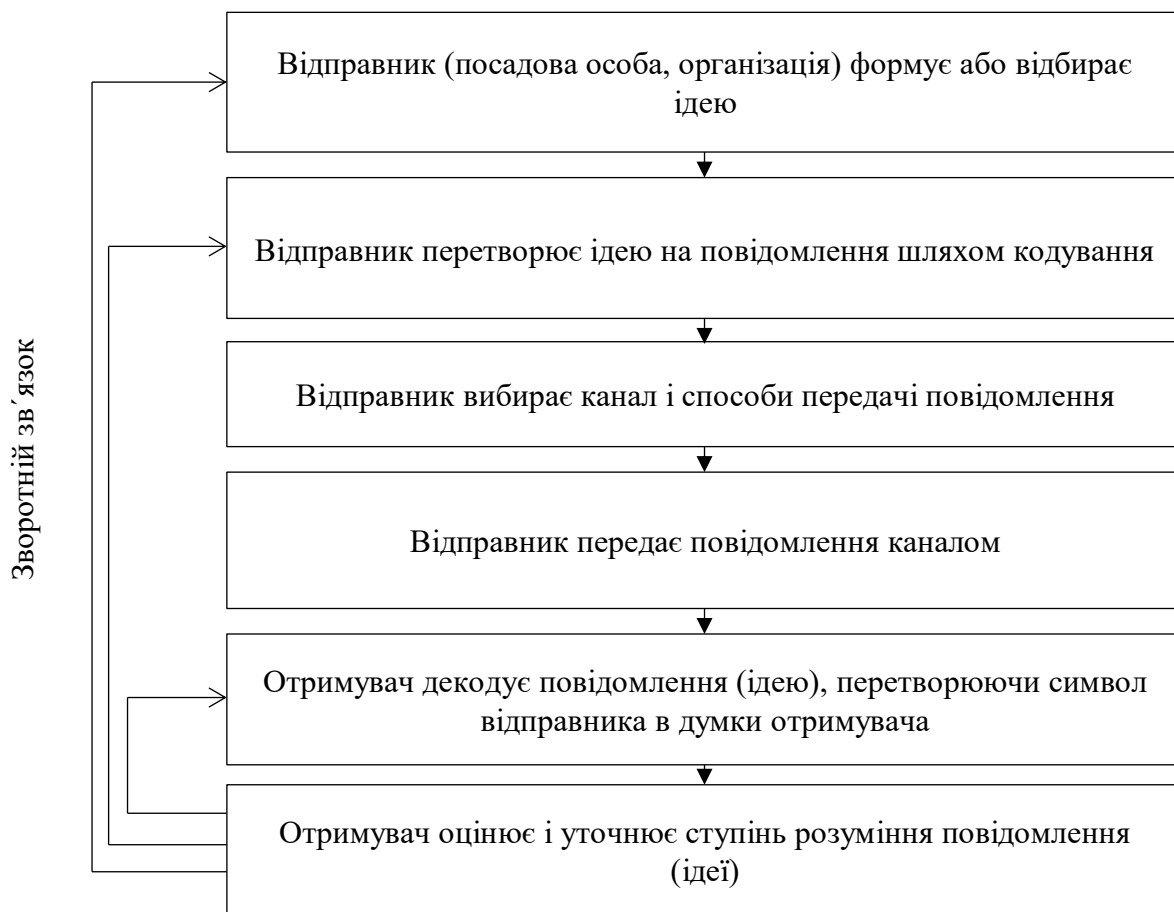 Відправник (посадова особа, організація) формує або відбирає
ідею
Відправник перетворює ідею на повідомлення шляхом кодування
Відправник вибирає канал і способи передачі повідомлення
Відправник передає повідомлення каналом
Отримувач декодує повідомлення (ідею), перетворюючи символ
відправника в думки отримувача
Отримувач оцінює і уточнює ступінь розуміння повідомлення
(ідеї)
Зворотній зв´язок